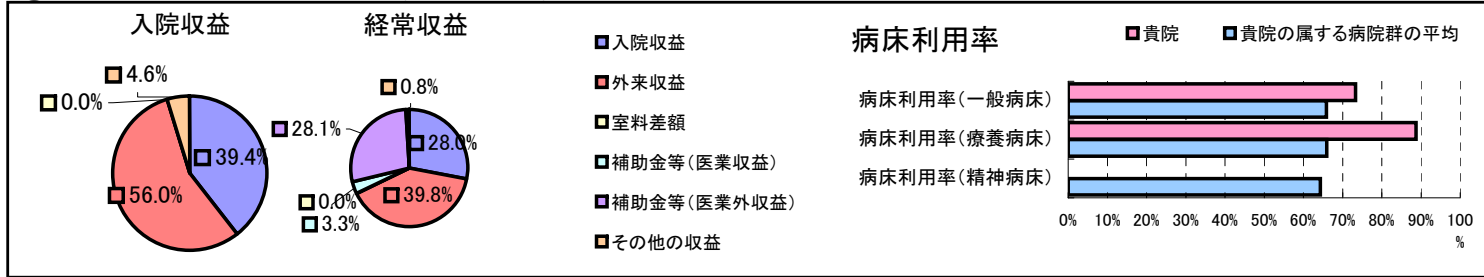 入院収益
4.6%
0.0%
39.4%
56.0%
経常収益
0.8%
28.1%
28.0%
0.0%
39.8%
3.3%
入院収益
外来収益
室料差額
補助金等(医業収益)
補助金等(医業外収益)
その他の収益
病床利用率
貴院 貴院の属する病院群の平均
病床利用率(一般病床)
病床利用率(療養病床)
病床利用率(精神病床)
0% 10% 20% 30% 40% 50% 60% 70% 80% 90% 100
%